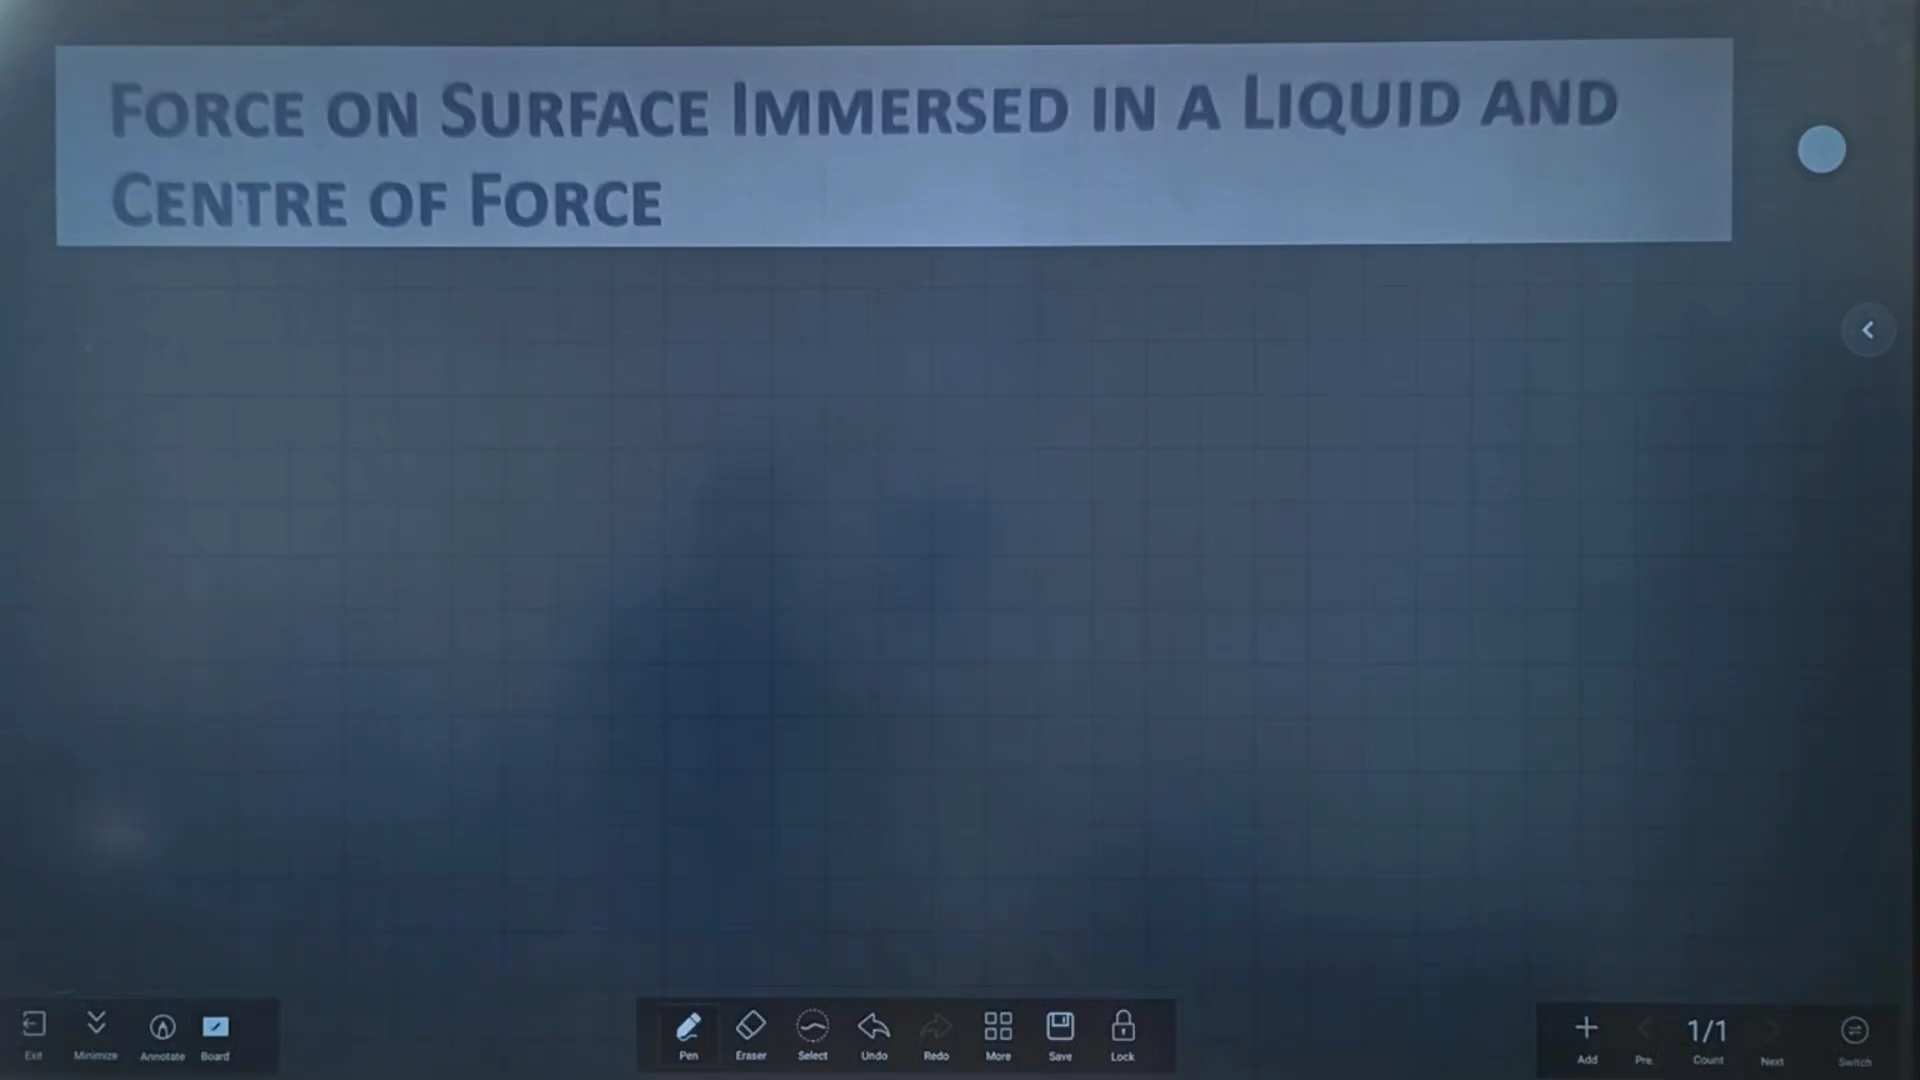 FORCE ON SURFACE IMMERSED IN A LIQUID AND
CENTRE OF FORCE
Exit
Minimize
Annotate
Board
Pen
Eraser
Select
Undo
Redo
More
Save
Lock
Add
Pre.
1/1
Count
Next
Switch